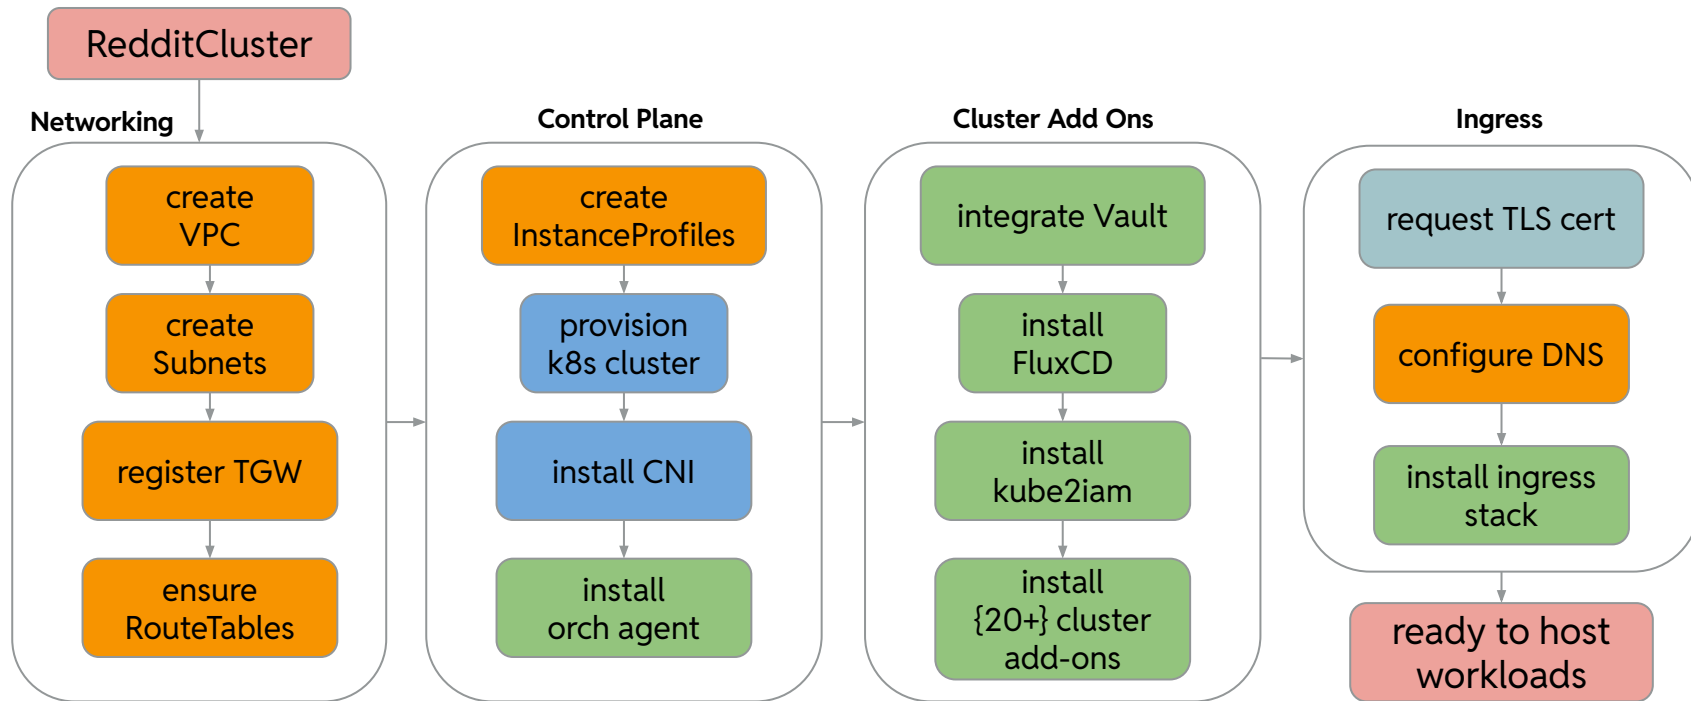 RedditCluster
Networking
create
VPC
create
Subnets
register TGW
ensure
RouteTables
Control Plane
create
InstanceProfiles
provision
k8s cluster
install CNI
install
orch agent
Cluster Add Ons
integrate Vault
install
FluxCD
install
kube2iam
install
{20+} cluster
add-ons
Ingress
request TLS cert
configure DNS
install ingress
stack
ready to host
workloads